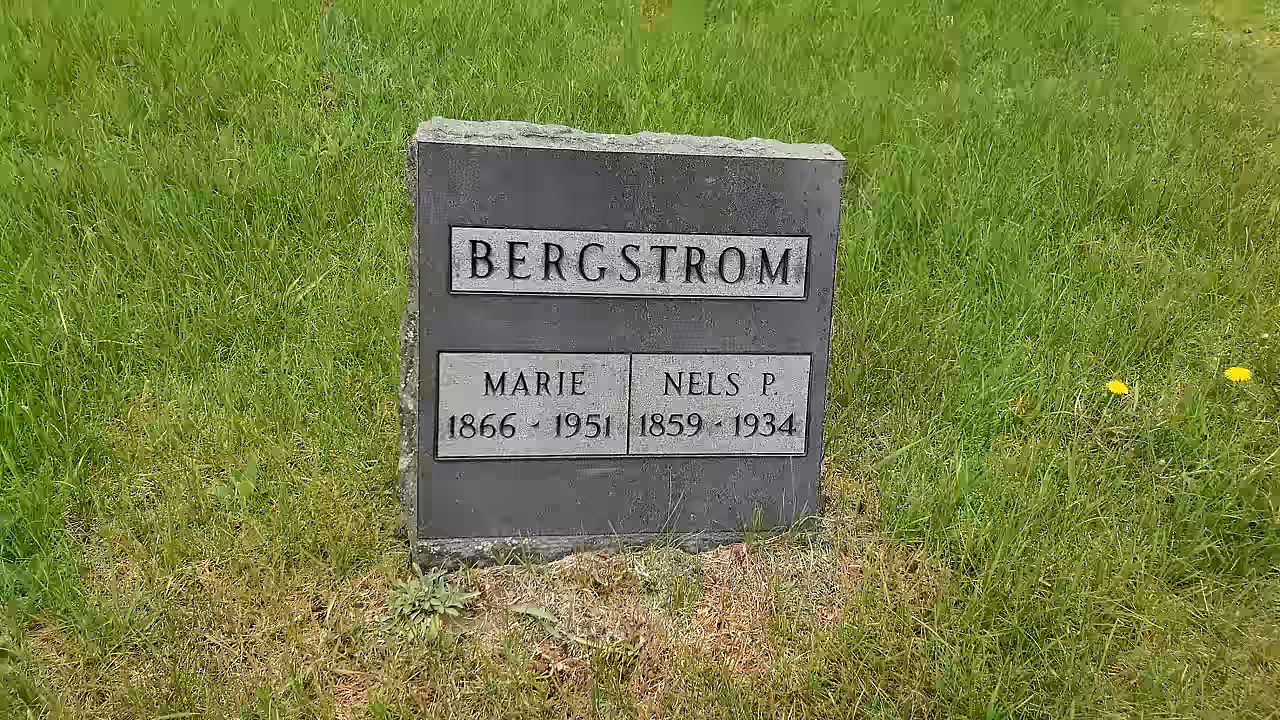 BERGSTROM
MARIE
1866 - 1951
NELS P.
1859 - 1934